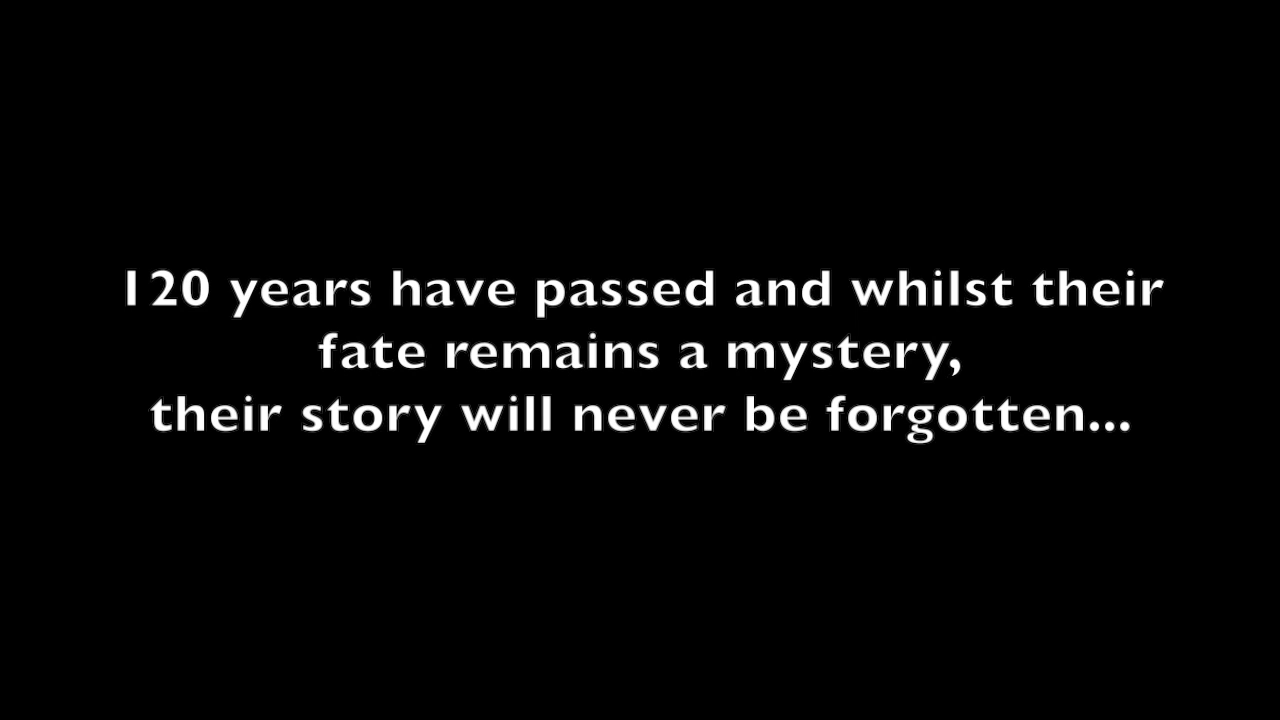 120 years have passed and whilst their
fate remains a mystery,
their story will never be forgotten...